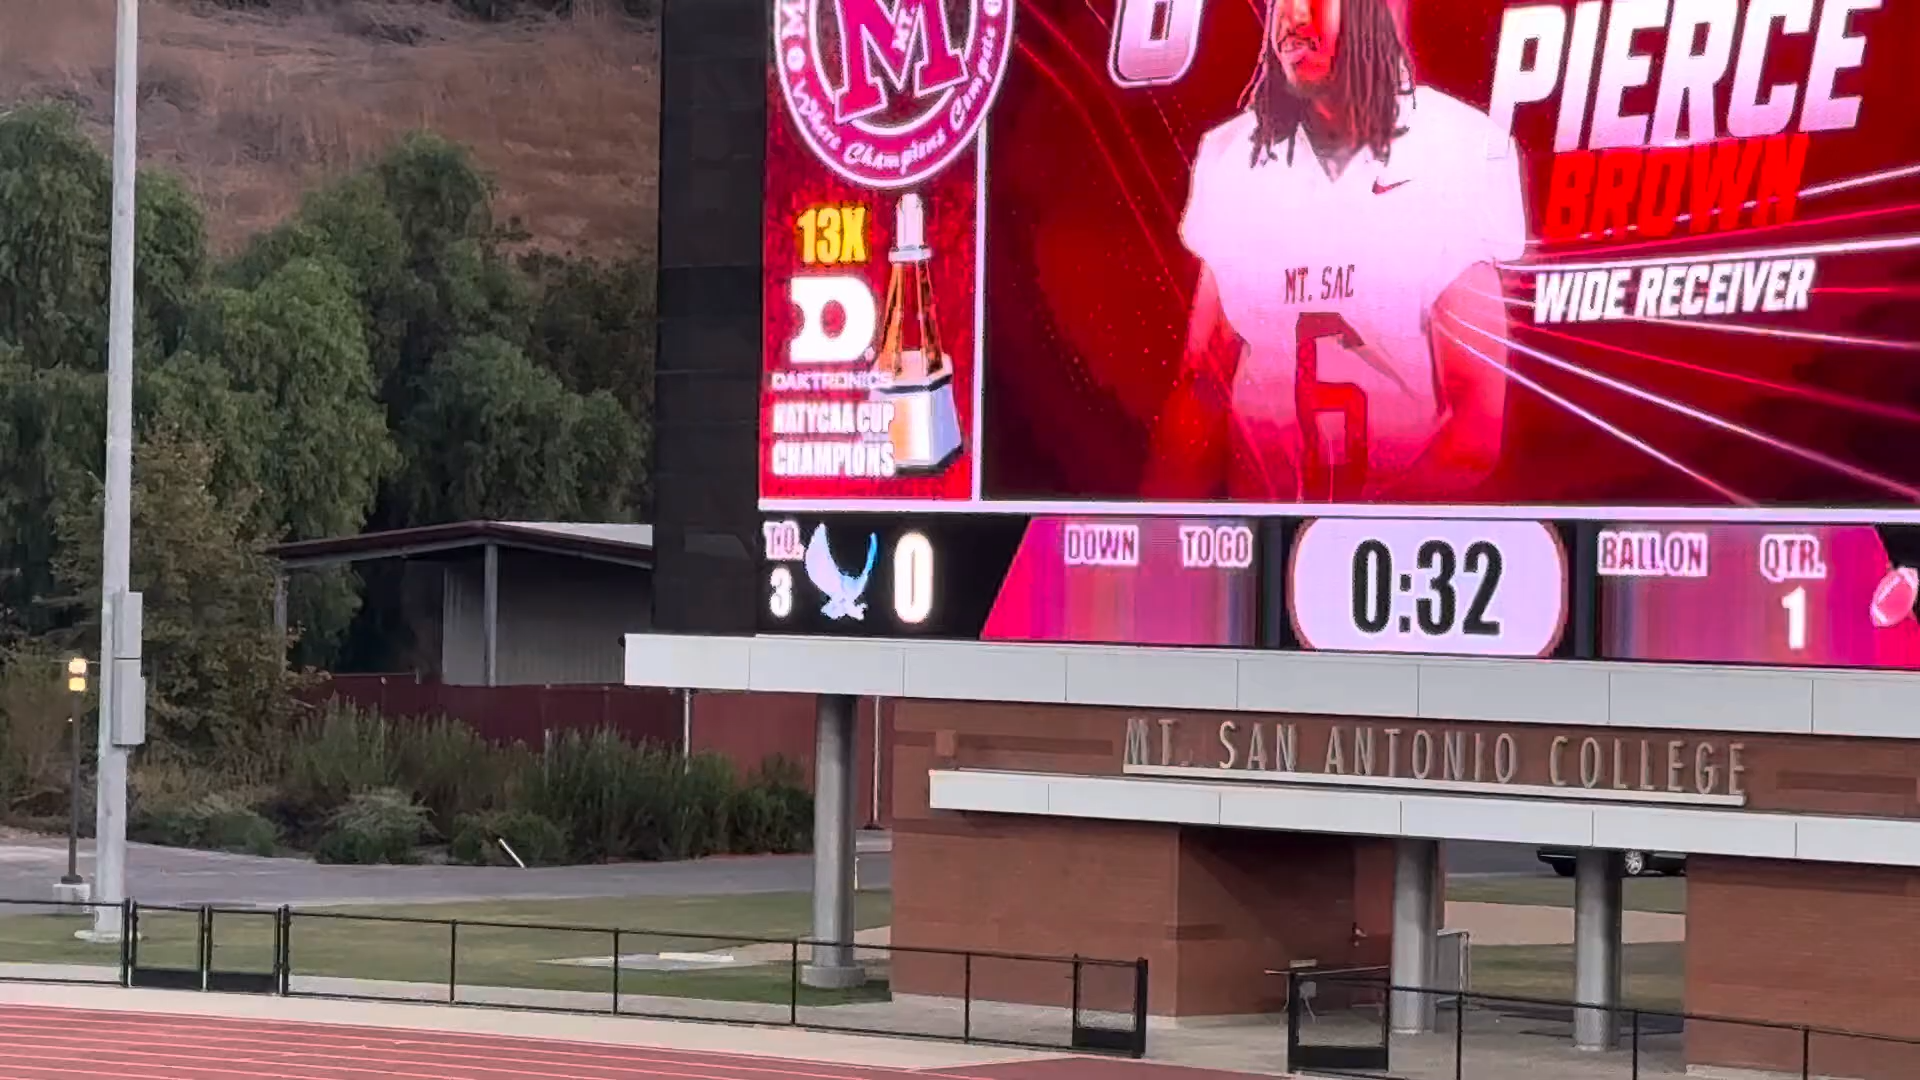 M
MT.
Where Champions Compete
6
PIERCE
BROWN
WIDE RECEIVER
MT. SAC
6
13X
D
DAKTRONICS
NATYCAA CUP
CHAMPIONS
T.O.
3
0
DOWN
TO GO
0:32
BALL ON
QTR.
1
MT. SAN ANTONIO COLLEGE